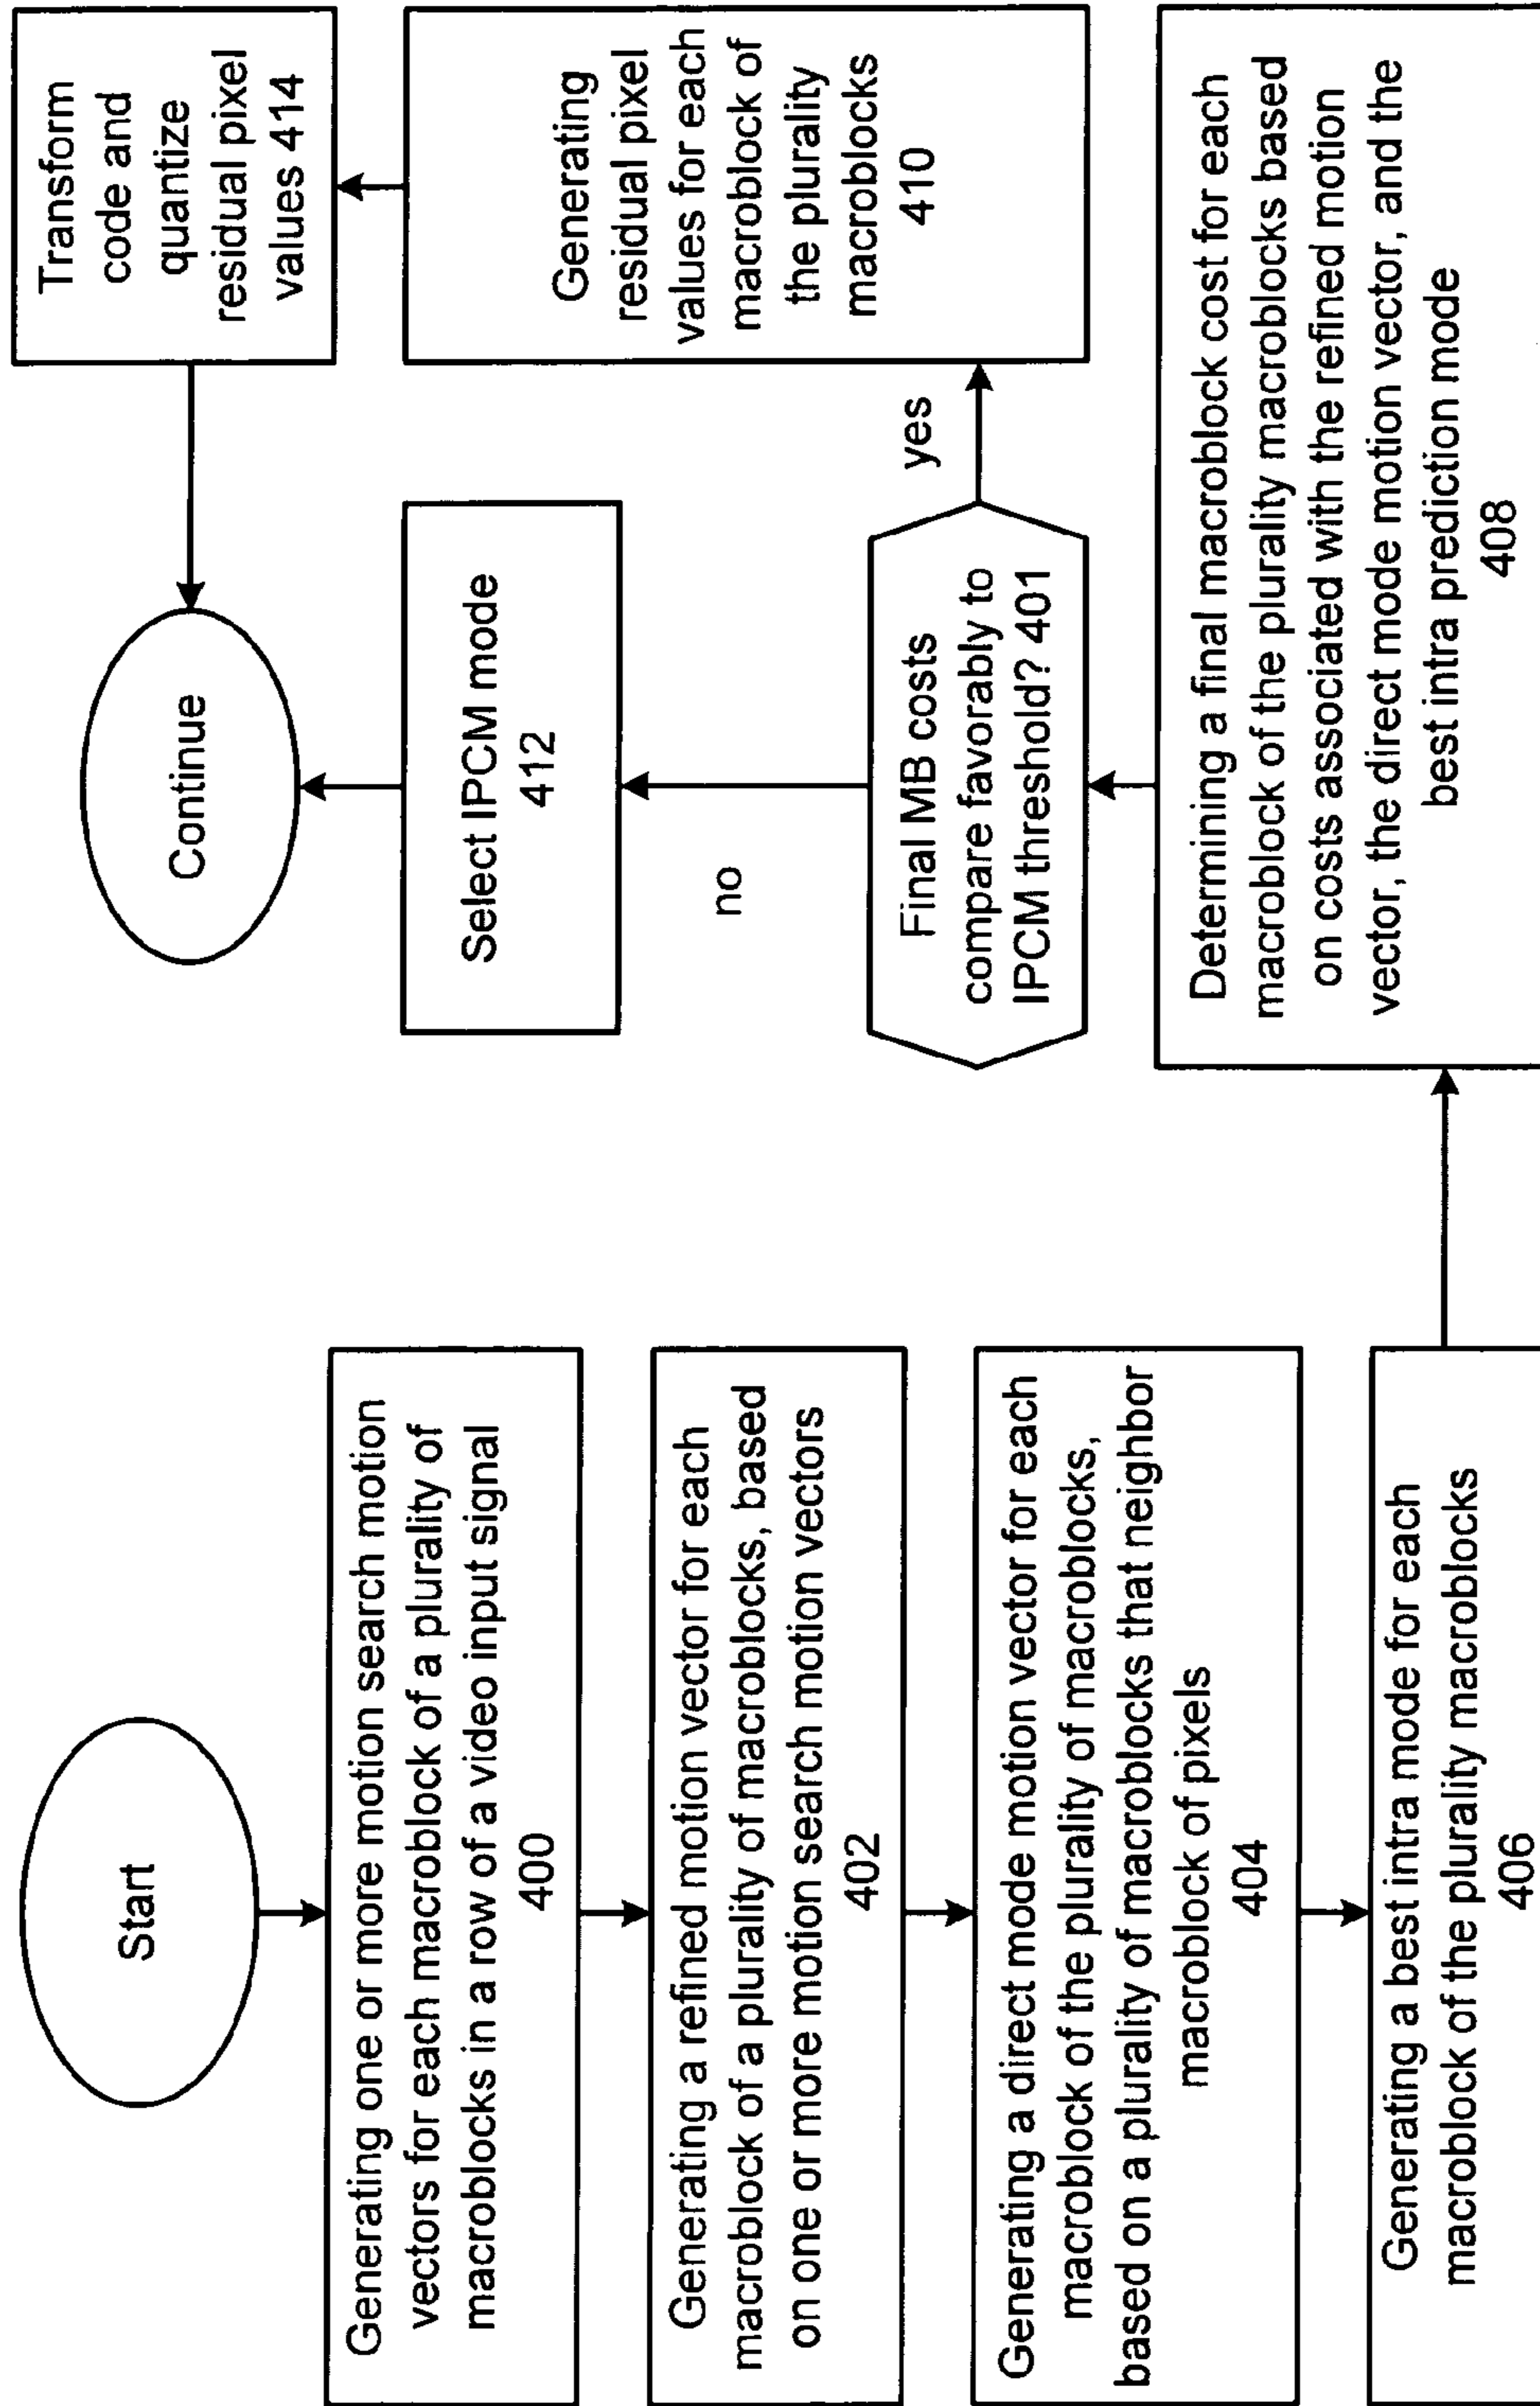 Start
Generating one or more motion search motion
vectors for each macroblock of a plurality of
macroblocks in a row of a video input signal
400
Generating a refined motion vector for each
macroblock of a plurality of macroblocks, based
on one or more motion search motion vectors
402
Generating a direct mode motion vector for each
macroblock of the plurality of macroblocks,
based on a plurality of macroblocks that neighbor
macroblock of pixels
404
Generating a best intra mode for each
macroblock of the plurality macroblocks
406
Determining a final macroblock cost for each
macroblock of the plurality macroblocks based
on costs associated with the refined motion
vector, the direct mode motion vector, and the
best intra prediction mode
408
Final MB costs
compare favorably to
IPCM threshold? 401
no
yes
Select IPCM mode
412
Continue
Generating
residual pixel
values for each
macroblock of
the plurality
macroblocks
410
Transform
code and
quantize
residual pixel
values 414